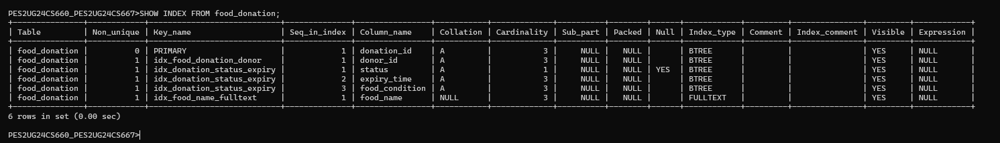 PES2UG24CS660_PES2UG24CS667>SHOW INDEX FROM food_donation;
+---------------+------------+----------------------------+--------------+----------------+-----------+-------------+----------+--------+------+------------+---------+---------------+---------+------------+
| Table | Non_unique | Key_name | Seq_in_index | Column_name | Collation | Cardinality | Sub_part | Packed | Null | Index_type | Comment | Index_comment | Visible | Expression |
+---------------+------------+----------------------------+--------------+----------------+-----------+-------------+----------+--------+------+------------+---------+---------------+---------+------------+
| food_donation | 0 | PRIMARY | 1 | donation_id | A | 3 | NULL | NULL | | BTREE | | | YES | NULL |
| food_donation | 1 | idx_food_donation_donor | 1 | donor_id | A | 3 | NULL | NULL | | BTREE | | | YES | NULL |
| food_donation | 1 | idx_donation_status_expiry | 1 | status | A | 1 | NULL | NULL | YES | BTREE | | | YES | NULL |
| food_donation | 1 | idx_donation_status_expiry | 2 | expiry_time | A | 3 | NULL | NULL | | BTREE | | | YES | NULL |
| food_donation | 1 | idx_donation_status_expiry | 3 | food_condition | A | 3 | NULL | NULL | | BTREE | | | YES | NULL |
| food_donation | 1 | idx_food_name_fulltext | 1 | food_name | NULL | 3 | NULL | NULL | | FULLTEXT | | | YES | NULL |
+---------------+------------+----------------------------+--------------+----------------+-----------+-------------+----------+--------+------+------------+---------+---------------+---------+------------+
6 rows in set (0.00 sec)
PES2UG24CS660_PES2UG24CS667>